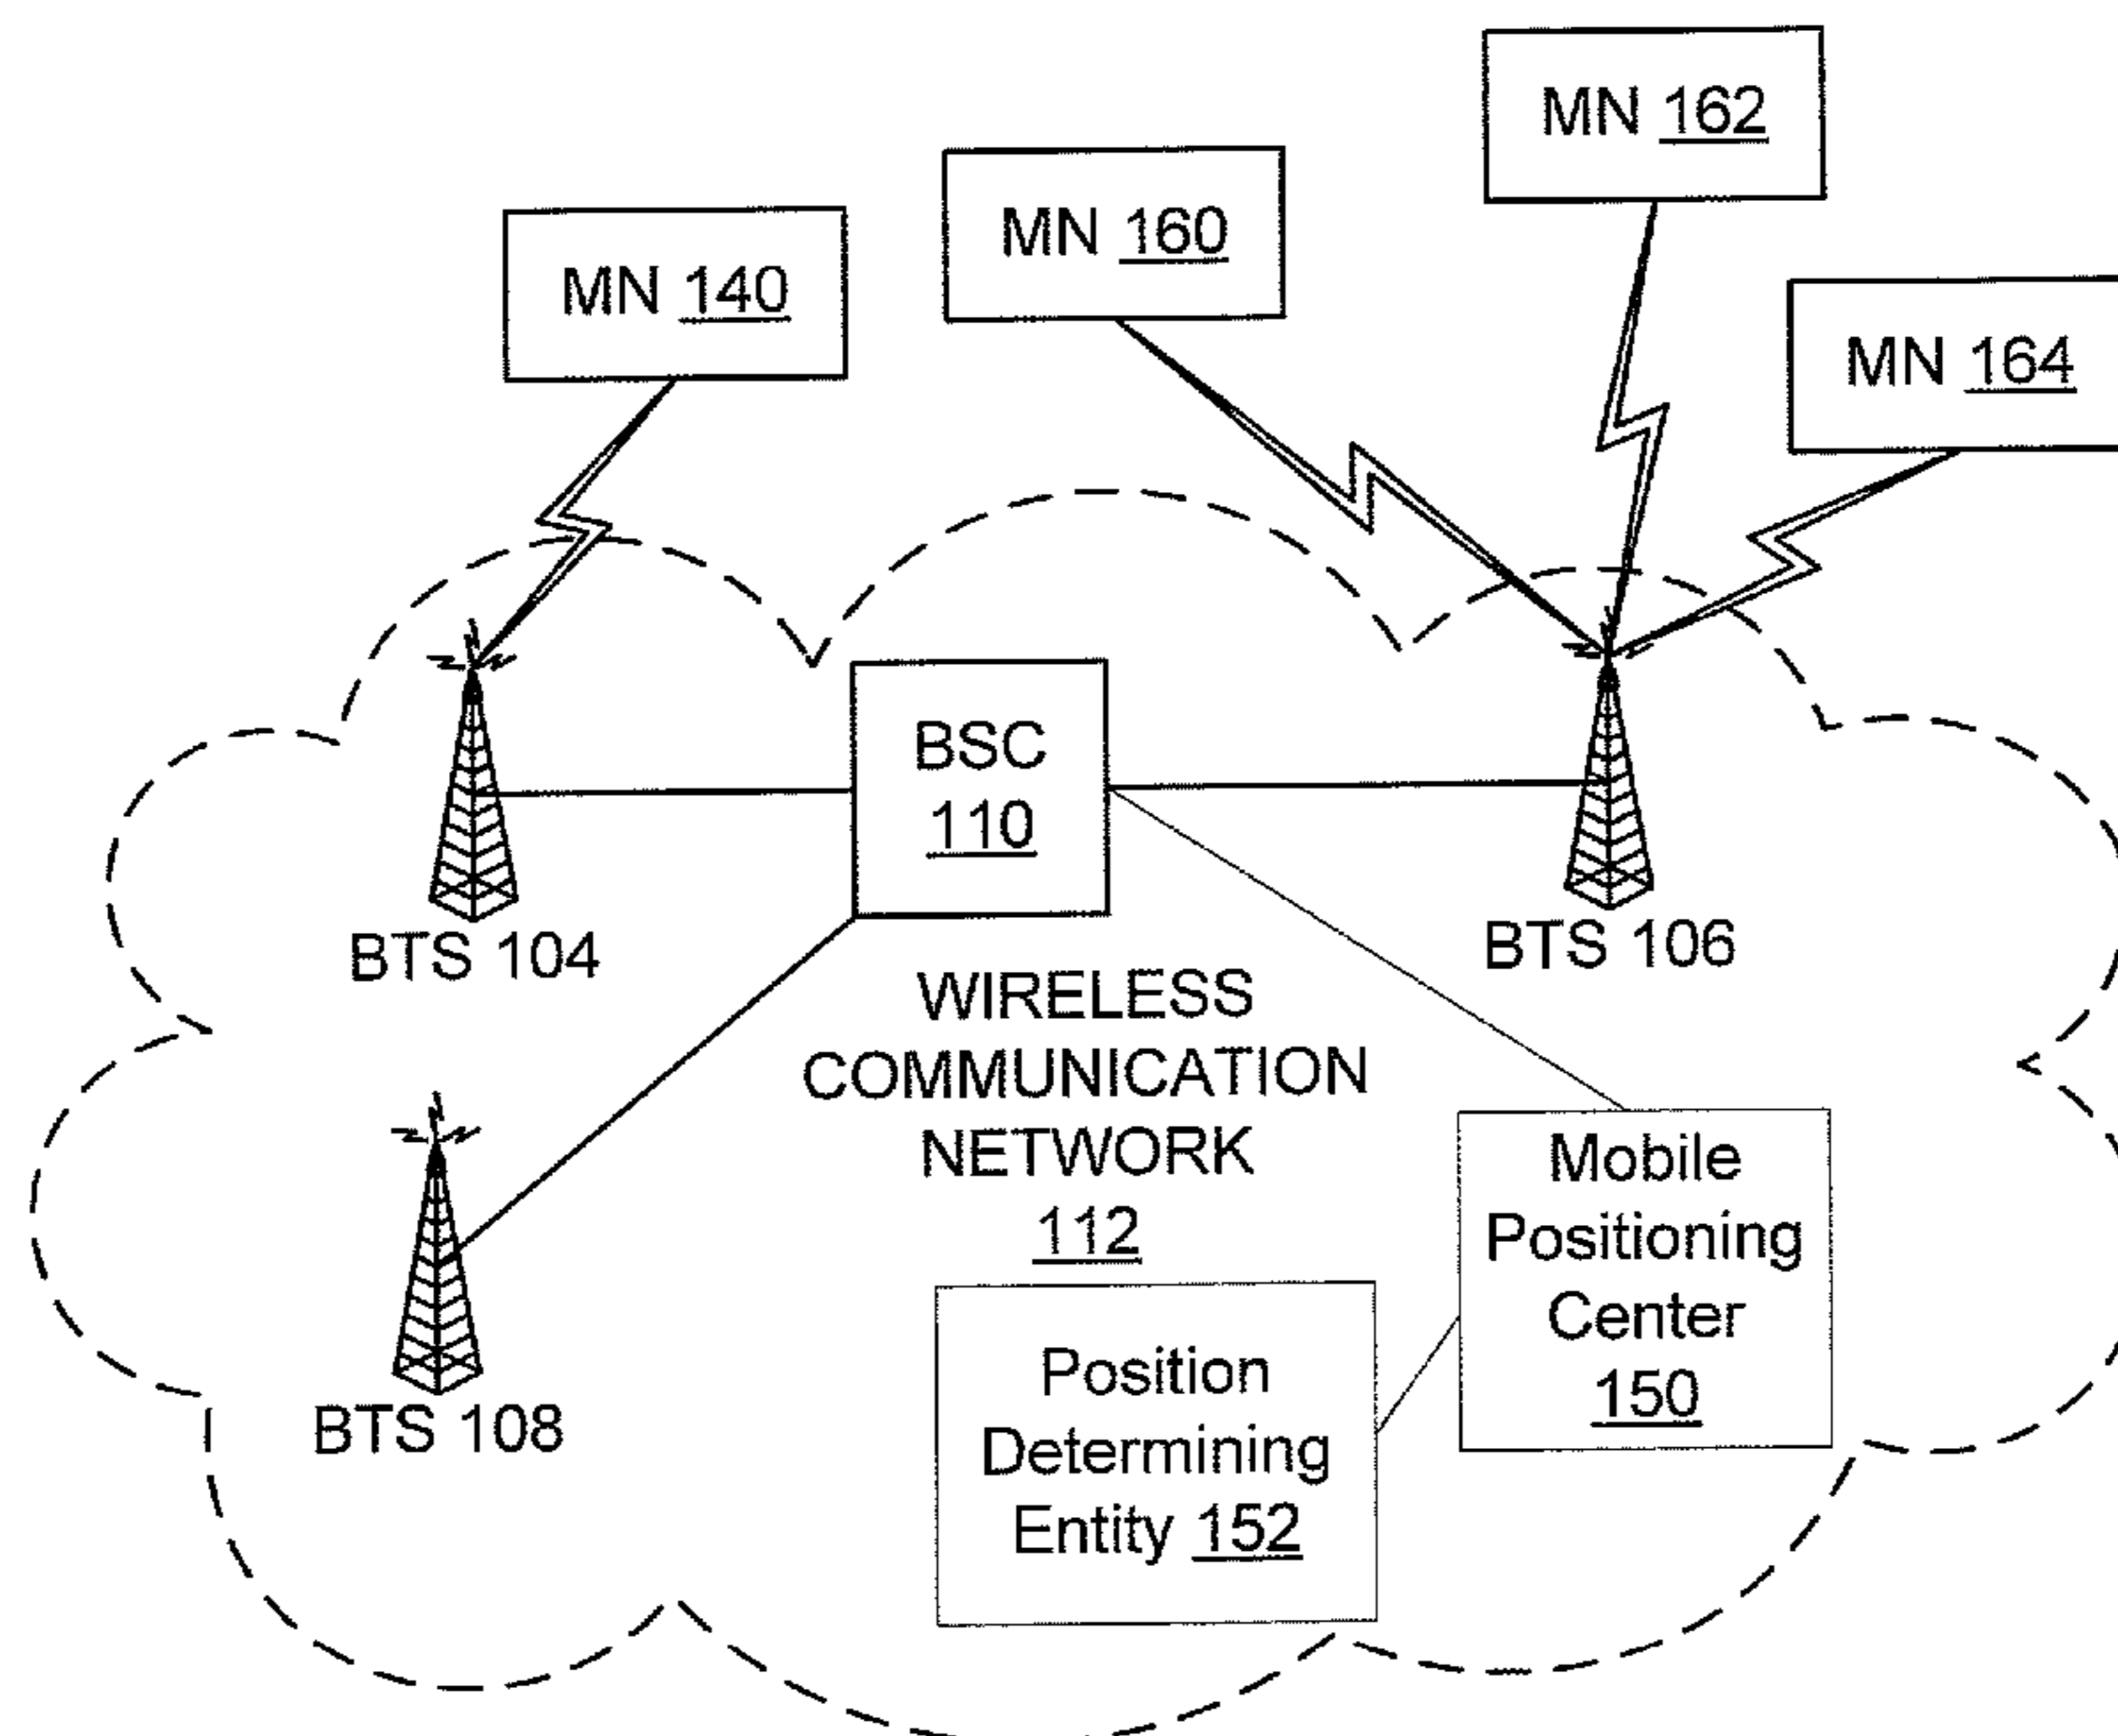 MN 162
MN 160
MN 140
MN 164
BSC
110
BTS 104
BTS 106
WIRELESS
COMMUNICATION
NETWORK
112
Mobile
Positioning
Center
150
Position
Determining
Entity 152
BTS 108